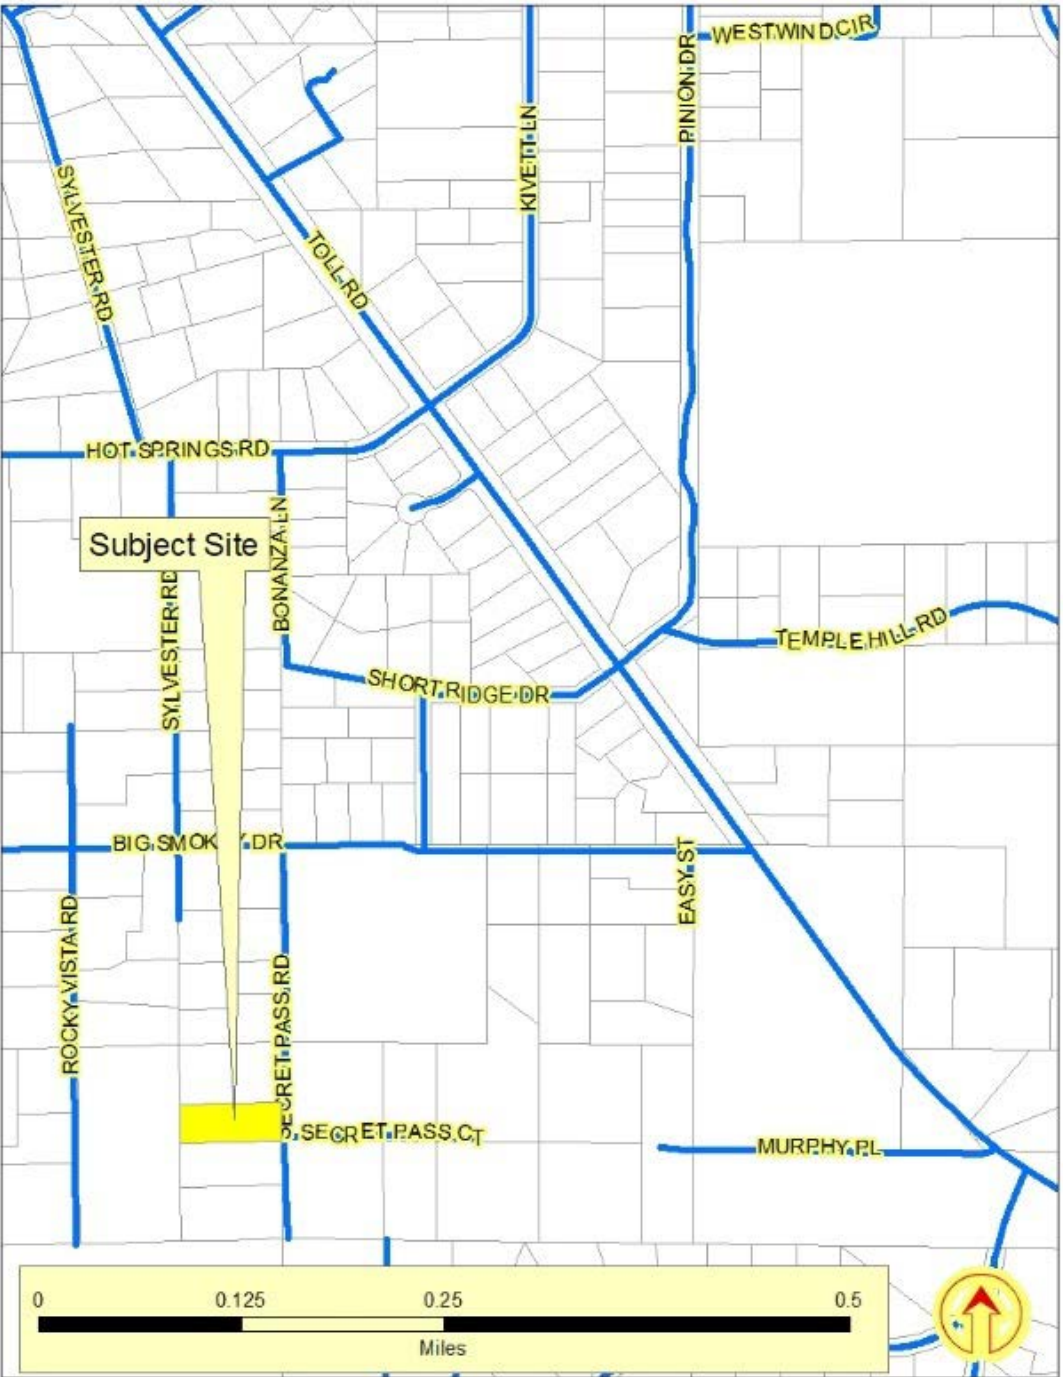 WESTWIND CIR
PINION DR
KIVETT LN
SYLVESTER RD
TOLL RD
HOT SPRINGS RD
BONANZA LN
Subject Site
SYLVESTER RD
TEMPLE HILL RD
SHORT RIDGE DR
BIG SMOKY DR
EASY ST
ROCKY VISTA RD
SECRET PASS RD
SECRET PASS CT
MURPHY PL
0 0.125 0.25 0.5
Miles